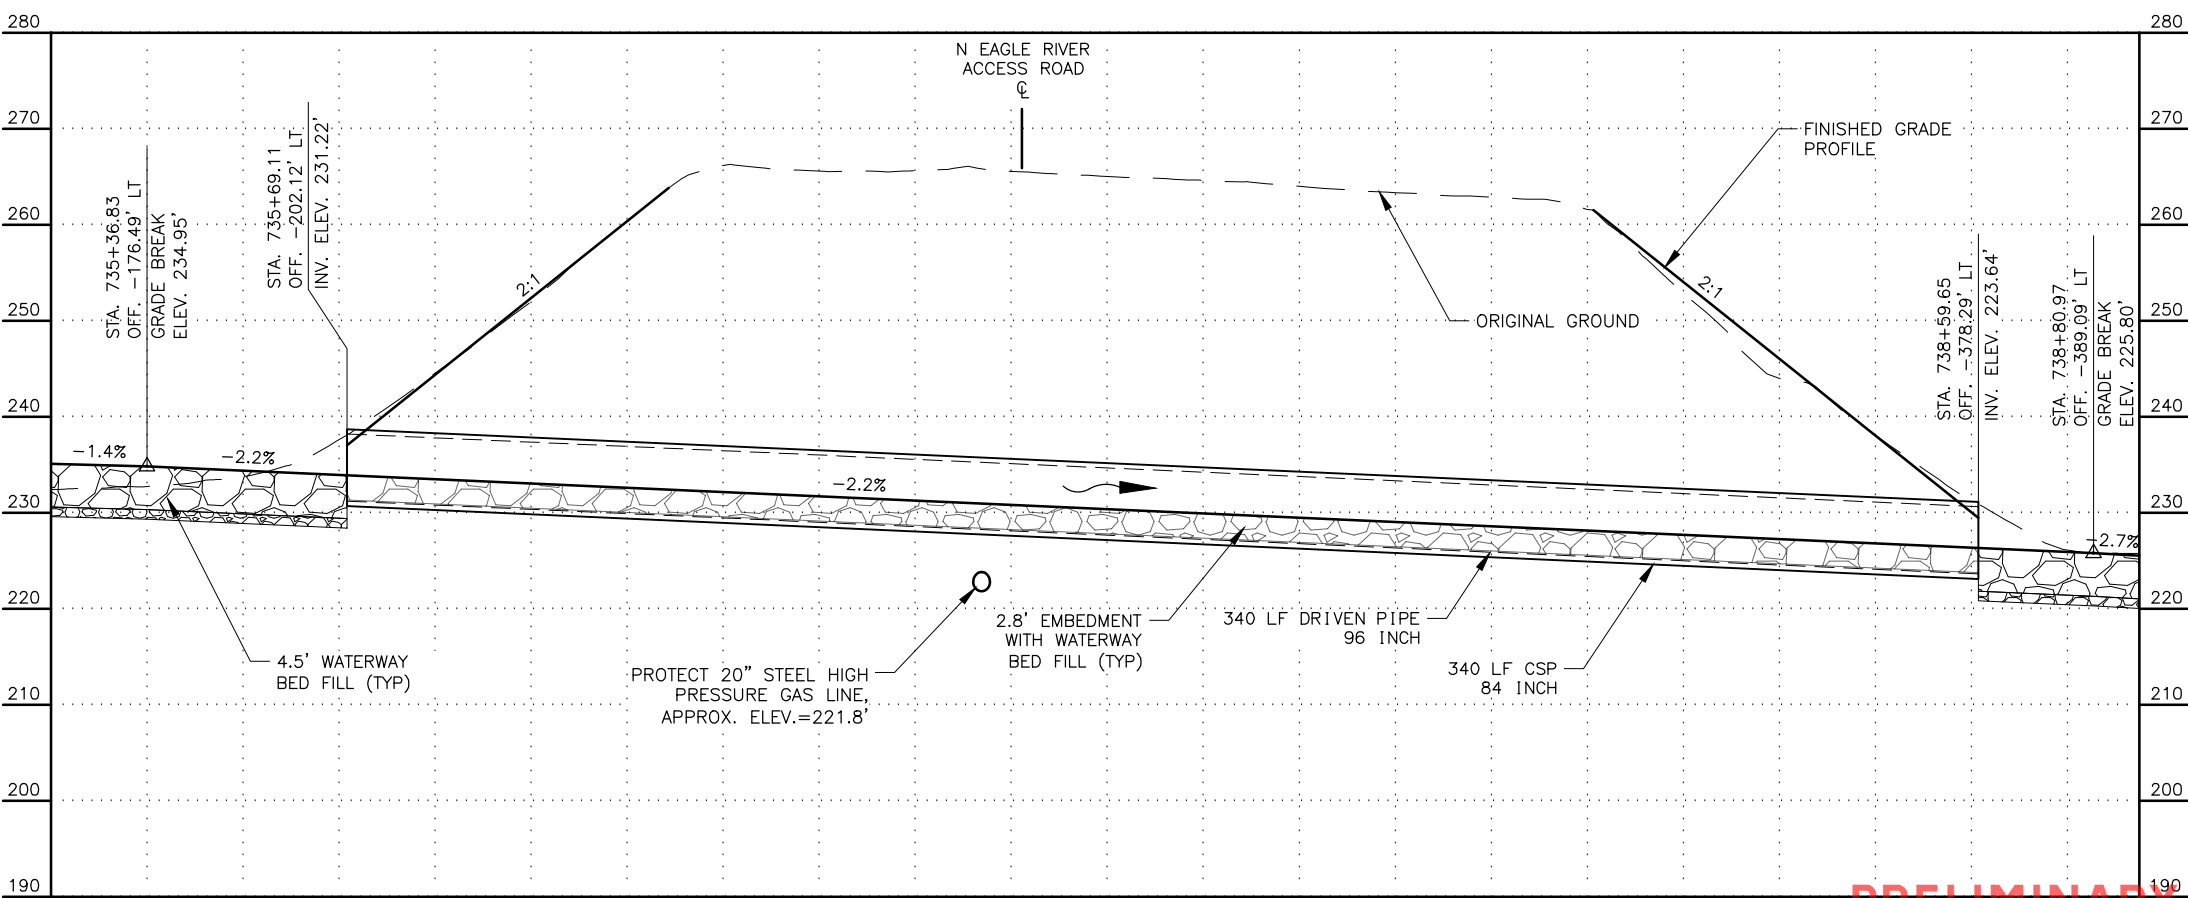 280
280
N EAGLE RIVER
ACCESS ROAD
℄
270
270
FINISHED GRADE
PROFILE
STA. 735+36.83
OFF. -176.49' LT
GRADE BREAK
ELEV. 234.95'
STA. 735+69.11
OFF. -202.12' LT
INV. ELEV. 231.22'
260
260
2:1
2:1
250
250
ORIGINAL GROUND
STA. 738+59.65
OFF. -378.29' LT
INV. ELEV. 223.64'
STA. 738+80.97
OFF. -389.09' LT
GRADE BREAK
ELEV. 225.80'
240
240
-1.4%
-2.2%
-2.2%
230
230
-2.7%
220
220
4.5' WATERWAY
BED FILL (TYP)
PROTECT 20" STEEL HIGH
PRESSURE GAS LINE,
APPROX. ELEV.=221.8'
2.8' EMBEDMENT
WITH WATERWAY
BED FILL (TYP)
340 LF DRIVEN PIPE
96 INCH
340 LF CSP
84 INCH
210
210
200
200
190
190
PRELIMINARY